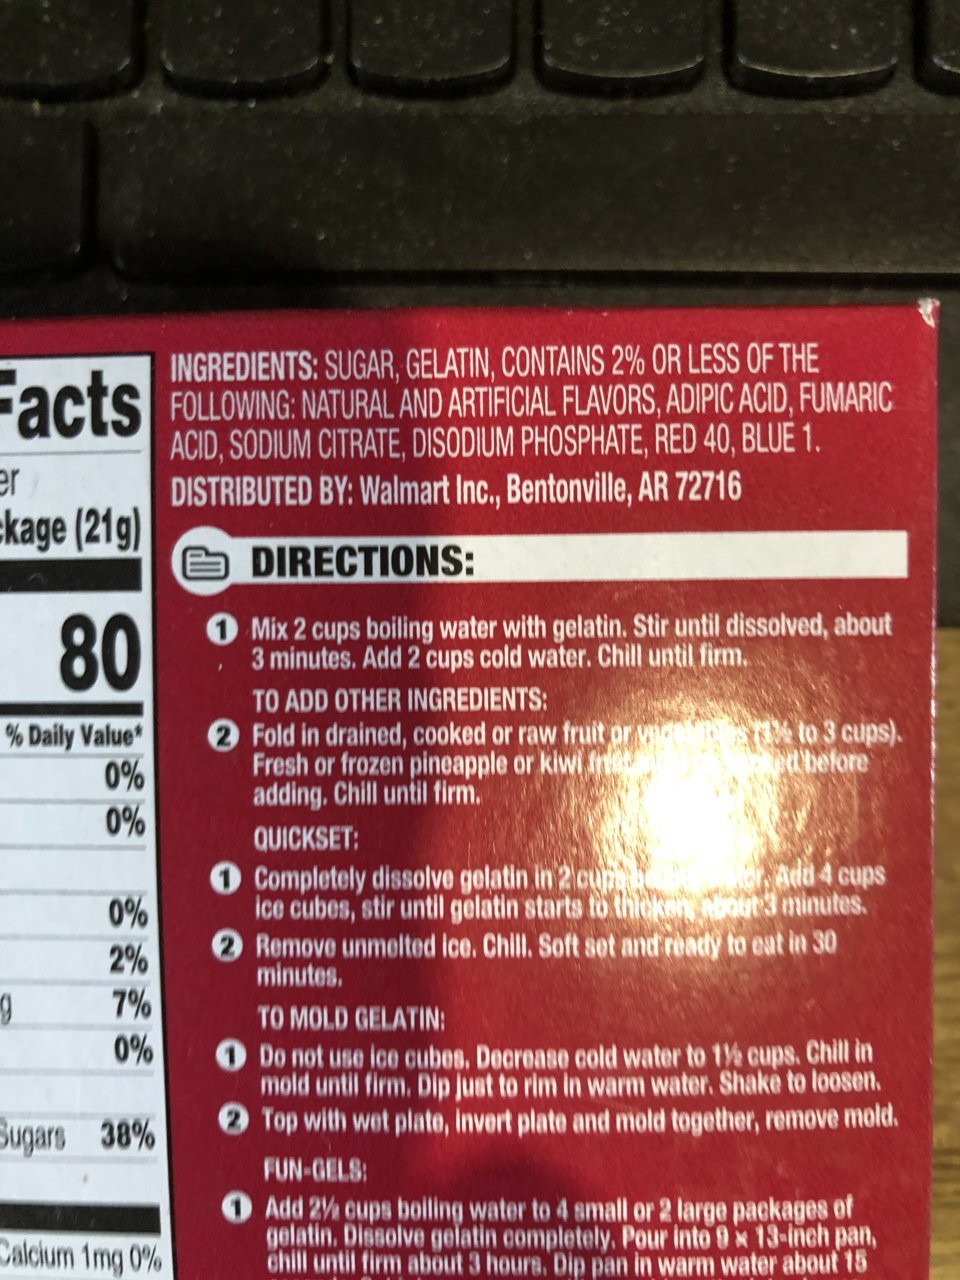 Facts
er
ckage (21g)
80
% Daily Value*
0%
0%
0%
2%
g 7%
0%
Sugars 38%
Calcium 1mg 0%
INGREDIENTS: SUGAR, GELATIN, CONTAINS 2% OR LESS OF THE
FOLLOWING: NATURAL AND ARTIFICIAL FLAVORS, ADIPIC ACID, FUMARIC
ACID, SODIUM CITRATE, DISODIUM PHOSPHATE, RED 40, BLUE 1.
DISTRIBUTED BY: Walmart Inc., Bentonville, AR 72716
DIRECTIONS:
1 Mix 2 cups boiling water with gelatin. Stir until dissolved, about
3 minutes. Add 2 cups cold water. Chill until firm.
TO ADD OTHER INGREDIENTS:
2 Fold in drained, cooked or raw fruit or vegetables (1½ to 3 cups).
Fresh or frozen pineapple or kiwi before
adding. Chill until firm.
QUICKSET:
1 Completely dissolve gelatin in 2 cups Add 4 cups
ice cubes, stir until gelatin starts to thicken, about 3 minutes.
2 Remove unmelted ice. Chill. Soft set and ready to eat in 30
minutes.
TO MOLD GELATIN:
1 Do not use ice cubes. Decrease cold water to 1½ cups. Chill in
mold until firm. Dip just to rim in warm water. Shake to loosen.
2 Top with wet plate, invert plate and mold together, remove mold.
FUN-GELS:
1 Add 2½ cups boiling water to 4 small or 2 large packages of
gelatin. Dissolve gelatin completely. Pour into 9 x 13-inch pan,
chill until firm about 3 hours. Dip pan in warm water about 15